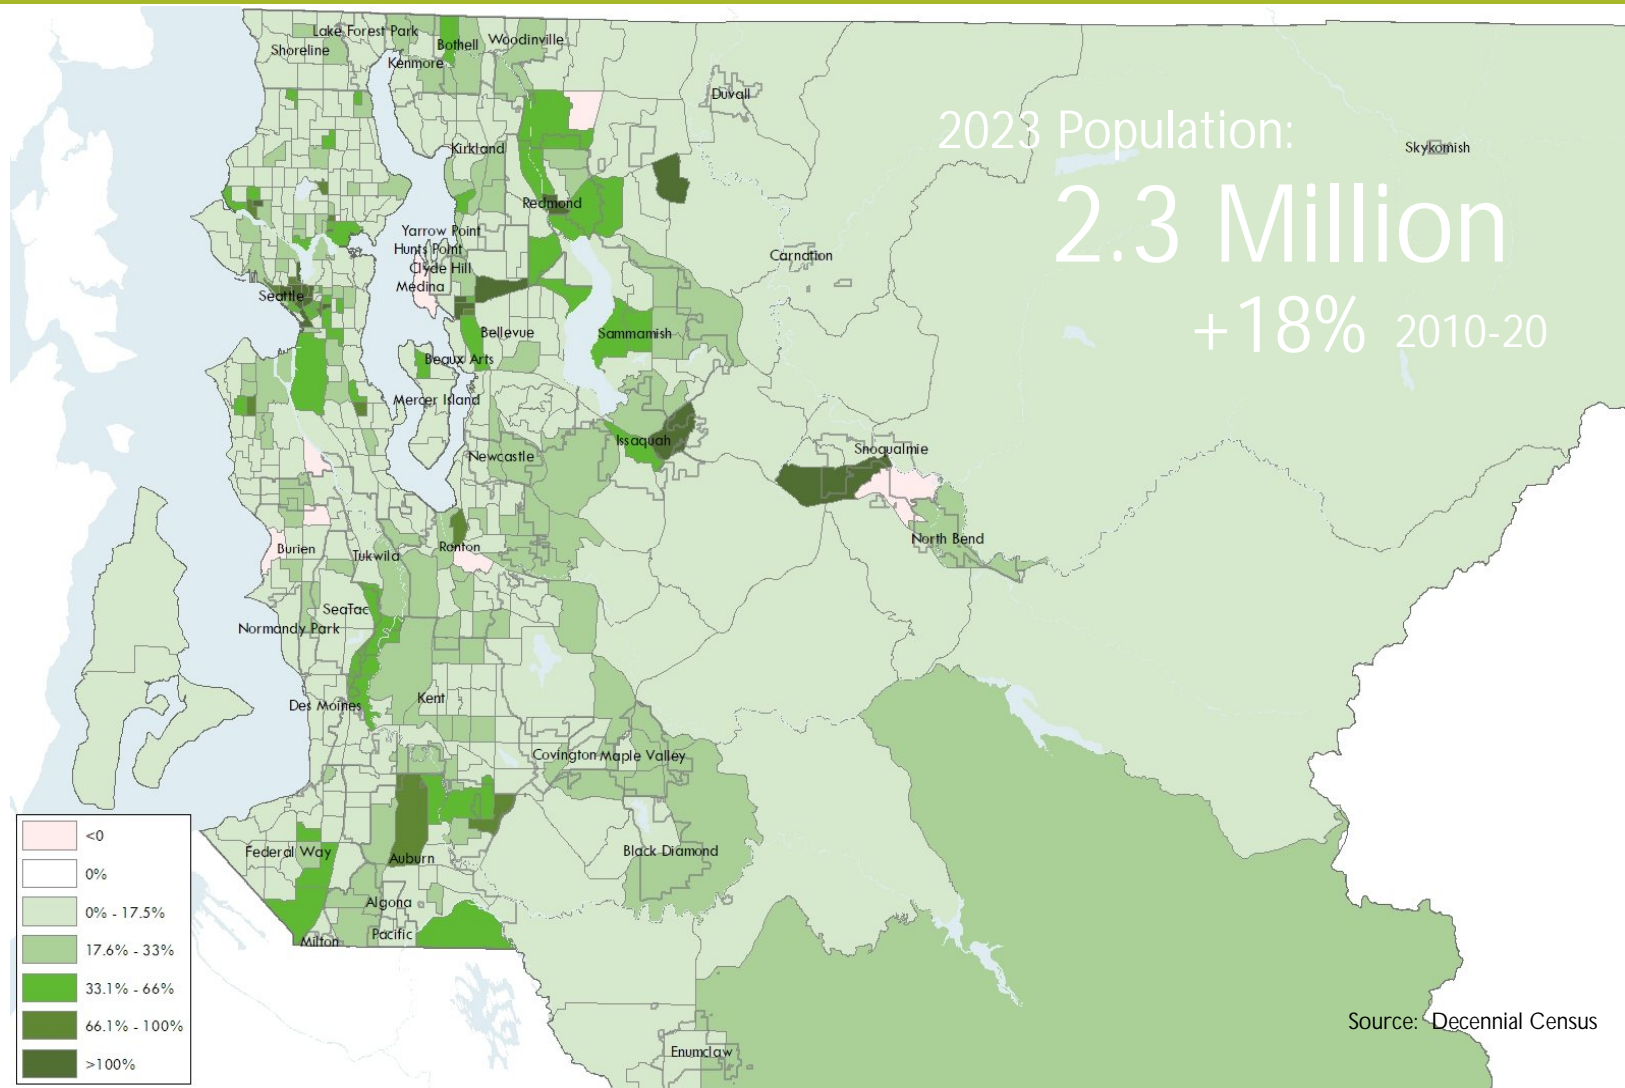 Lake Forest Park
Shoreline
Bothell
Woodinville
Kenmore
Duvall
2023 Population:
2.3 Million
+18% 2010-20
Skykomish
Kirkland
Redmond
Yarrow Point
Hunts Point
Clyde Hill
Medina
Carnation
Seattle
Bellevue
Sammamish
Beaux Arts
Mercer Island
Issaquah
Newcastle
Snoqualmie
North Bend
Burien
Tukwila
Renton
SeaTac
Normandy Park
Des Moines
Kent
Covington
Maple Valley
Federal Way
Auburn
Black Diamond
Algona
Pacific
Milton
Enumclaw
<0
0%
0% - 17.5%
17.6% - 33%
33.1% - 66%
66.1% - 100%
>100%
Source: Decennial Census